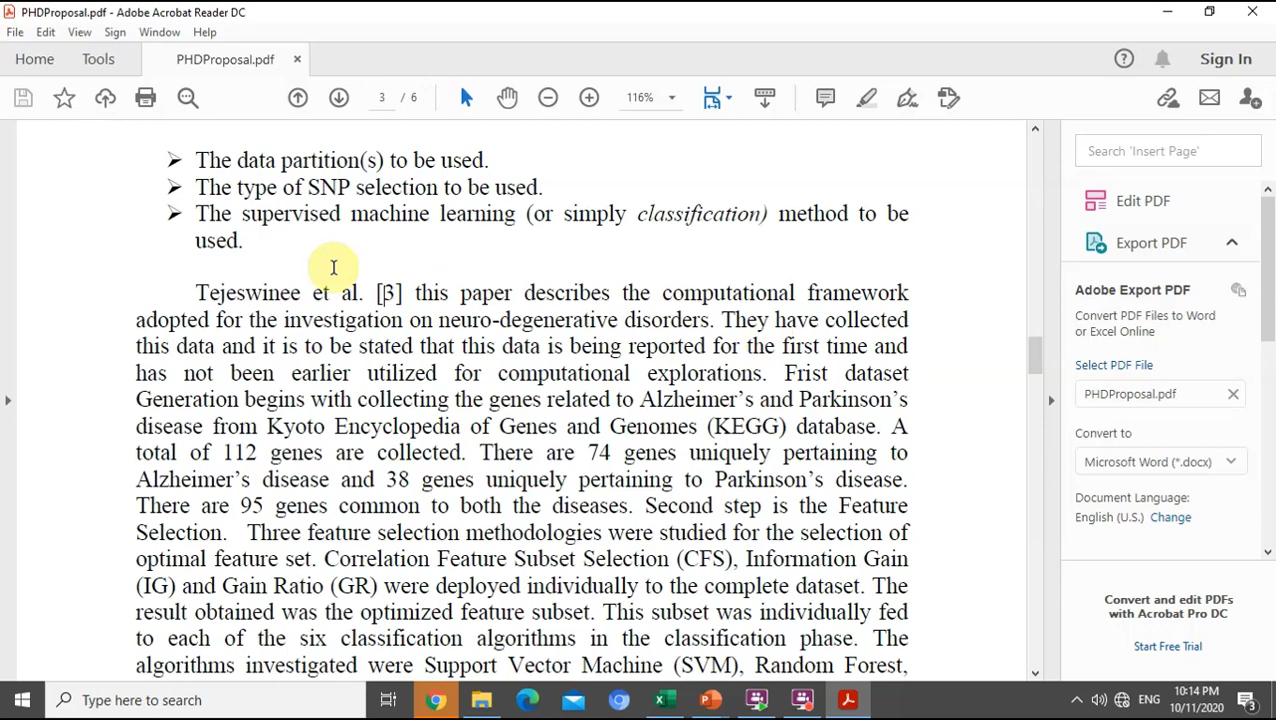 PHDProposal.pdf - Adobe Acrobat Reader DC
File Edit View Sign Window Help
Home Tools PHDProposal.pdf × Sign In
3 / 6 116%
➢ The data partition(s) to be used.
➢ The type of SNP selection to be used.
➢ The supervised machine learning (or simply classification) method to be
used.
Tejeswinee et al. [3] this paper describes the computational framework
adopted for the investigation on neuro-degenerative disorders. They have collected
this data and it is to be stated that this data is being reported for the first time and
has not been earlier utilized for computational explorations. Frist dataset
Generation begins with collecting the genes related to Alzheimer's and Parkinson's
disease from Kyoto Encyclopedia of Genes and Genomes (KEGG) database. A
total of 112 genes are collected. There are 74 genes uniquely pertaining to
Alzheimer's disease and 38 genes uniquely pertaining to Parkinson's disease.
There are 95 genes common to both the diseases. Second step is the Feature
Selection. Three feature selection methodologies were studied for the selection of
optimal feature set. Correlation Feature Subset Selection (CFS), Information Gain
(IG) and Gain Ratio (GR) were deployed individually to the complete dataset. The
result obtained was the optimized feature subset. This subset was individually fed
to each of the six classification algorithms in the classification phase. The
algorithms investigated were Support Vector Machine (SVM), Random Forest,
Search 'Insert Page'
Edit PDF
Export PDF
Adobe Export PDF
Convert PDF Files to Word
or Excel Online
Select PDF File
PHDProposal.pdf
Convert to
Microsoft Word (*.docx)
Document Language:
English (U.S.) Change
Convert and edit PDFs
with Acrobat Pro DC
Start Free Trial
Type here to search
ENG
10:14 PM
10/11/2020
3